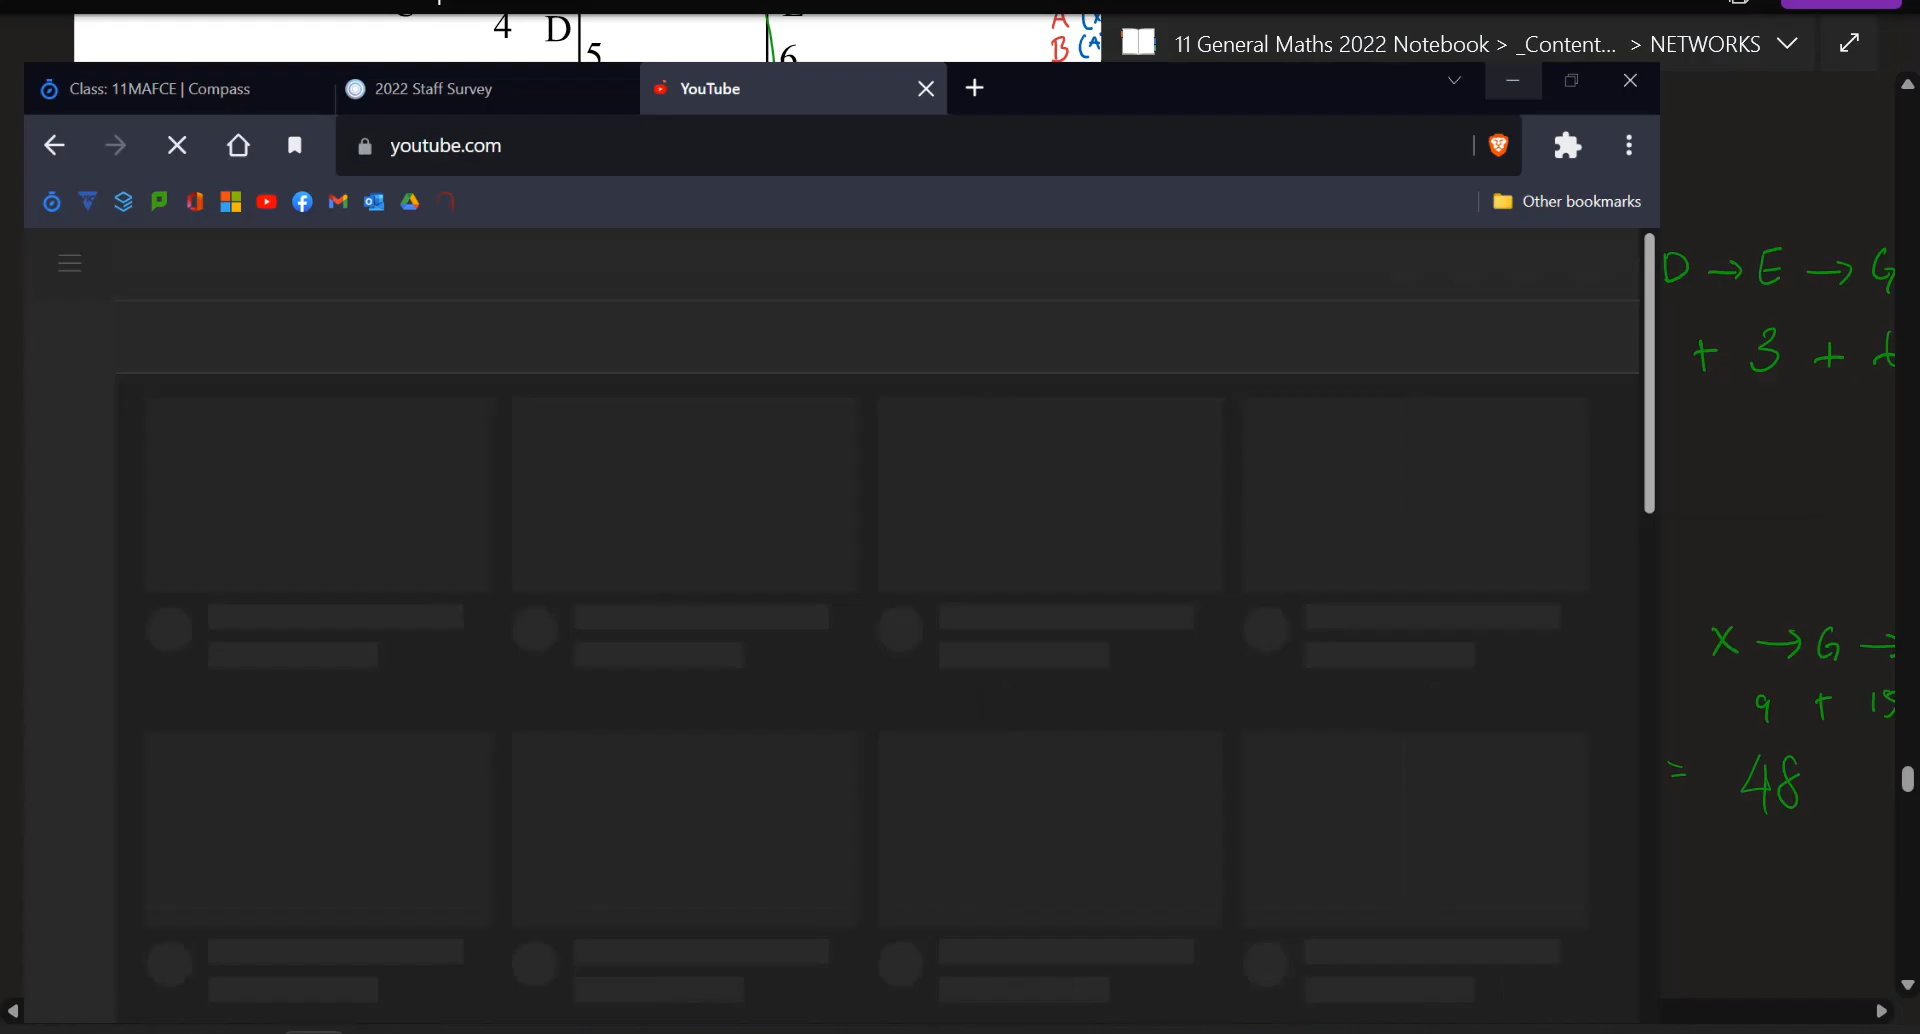 4 D
5
6
A (
B (A
11 General Maths 2022 Notebook > _Content... > NETWORKS
Class: 11MAFCE | Compass
2022 Staff Survey
YouTube
youtube.com
Other bookmarks
D → E → G
+ 3 +
X → G →
9 + 15
= 48